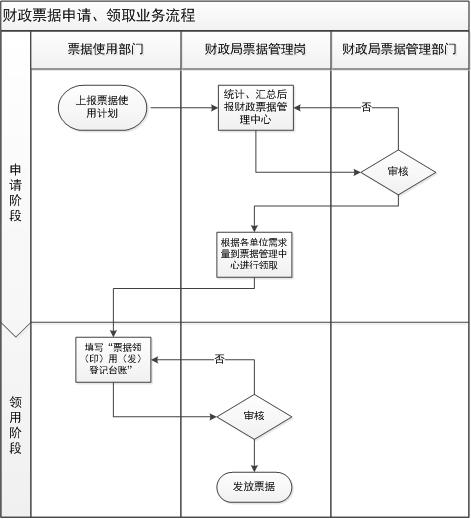 财政票据申请、领取业务流程
票据使用部门
财政局票据管理岗
财政局票据管理部门
申请阶段
上报票据使
用计划
统计、汇总后
报财政票据管
理中心
否
审核
根据各单位需求
量到票据管理中
心进行领取
领用阶段
填写“票据领
（印）用（发）
登记台账”
否
审核
发放票据